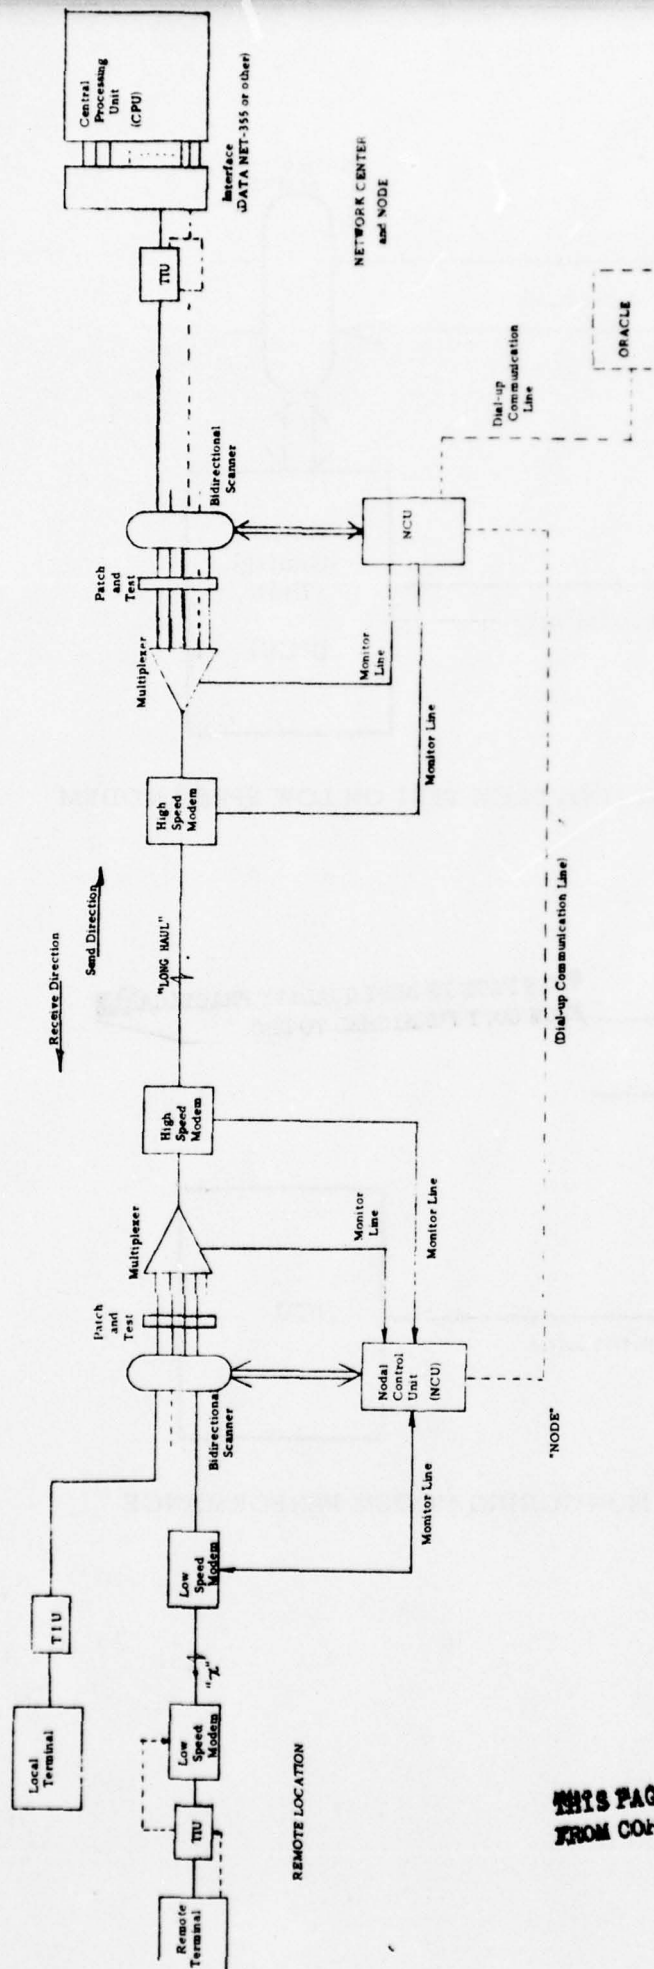 Remote
Terminal
TIU
Low
Speed
Modem
REMOTE LOCATION
Local
Terminal
TIU
Low
Speed
Modem
Monitor Line
Bidirectional
Scanner
Patch
and
Test
Multiplexer
Nodal
Control
Unit
(NCU)
"NODE"
Monitor
Line
Monitor Line
High
Speed
Modem
Receive Direction
Send Direction
"LONG HAUL"
(Dial-up Communication Line)
High
Speed
Modem
Multiplexer
Patch
and
Test
Monitor
Line
Monitor Line
Bidirectional
Scanner
NCU
Dial-up
Communication
Line
ORACLE
TIU
NETWORK CENTER
and NODE
Interface
DATA NET-355 or other)
Central
Processing
Unit
(CPU)
THIS PAG
FROM COP